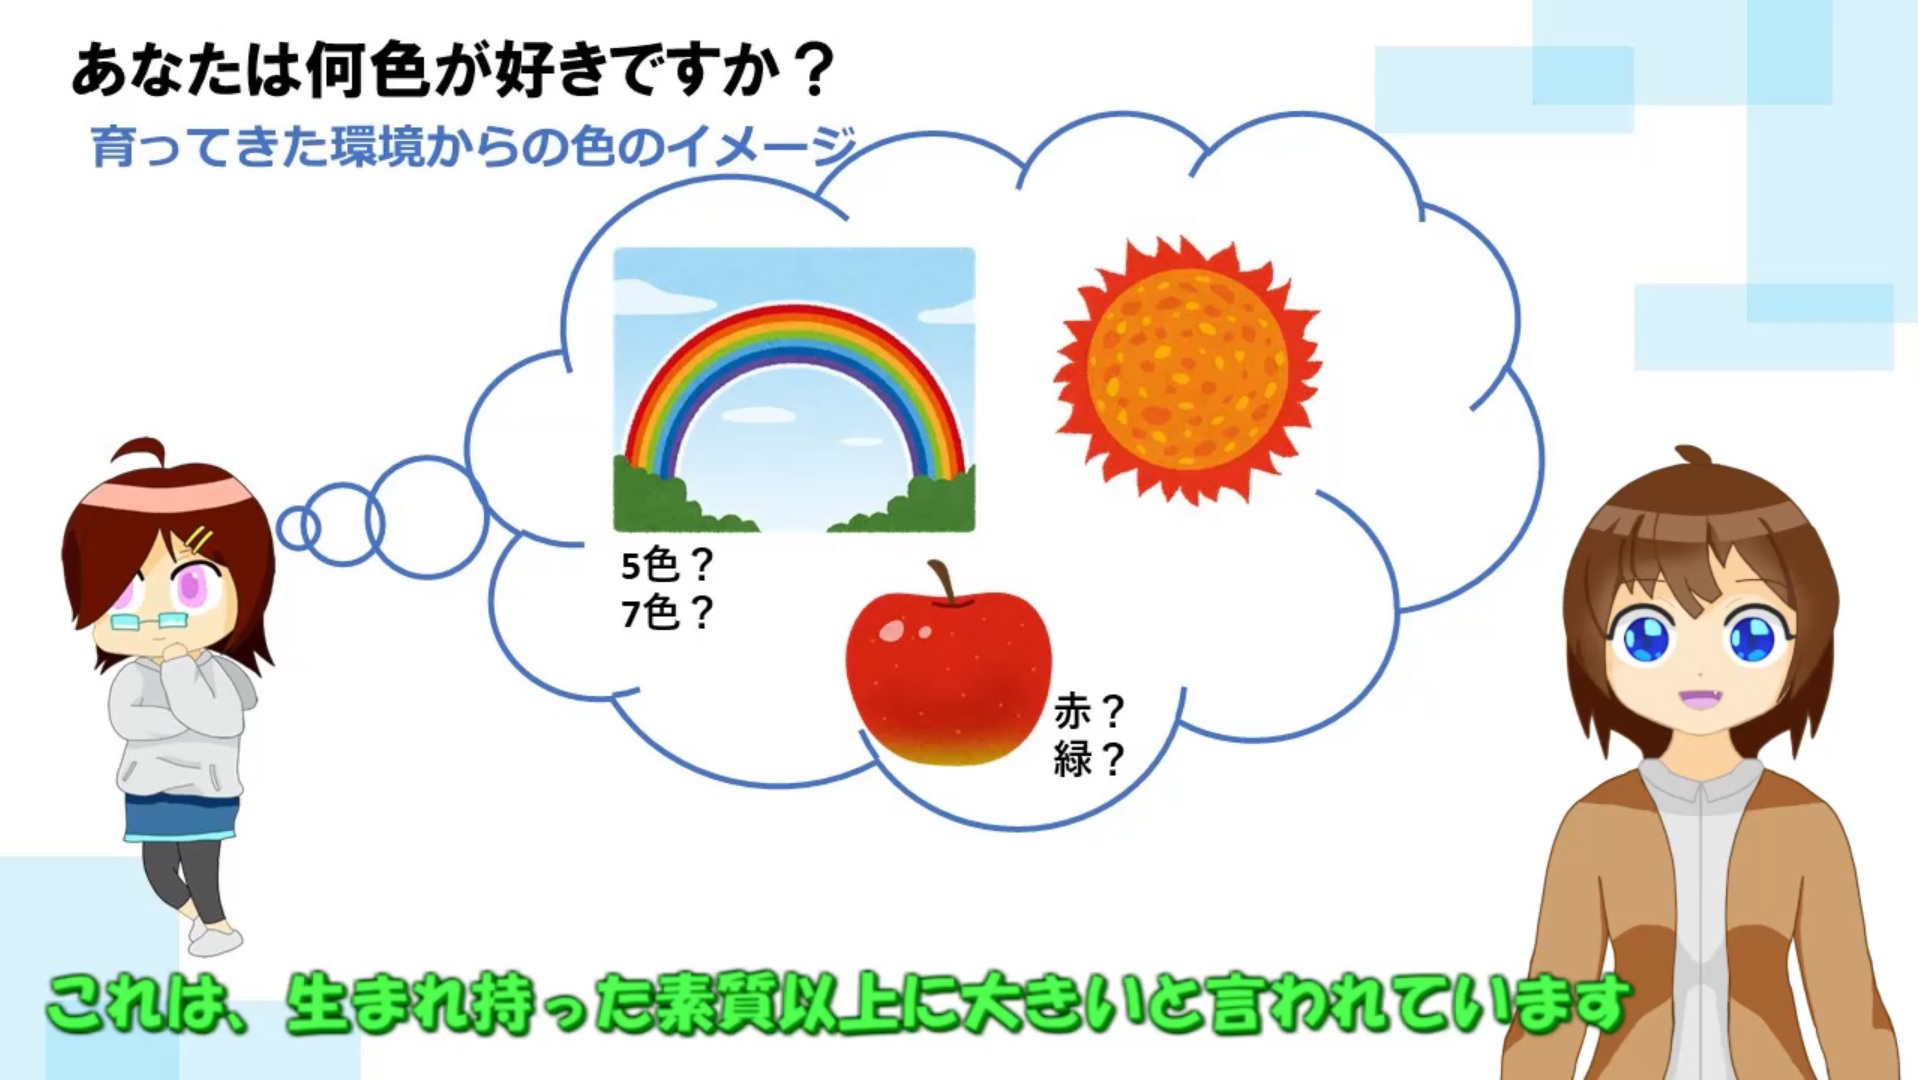 あなたは何色が好きですか？
育ってきた環境からの色のイメージ
5色？
7色？
赤？
緑？
これは、生まれ持った素質以上に大きいと言われています